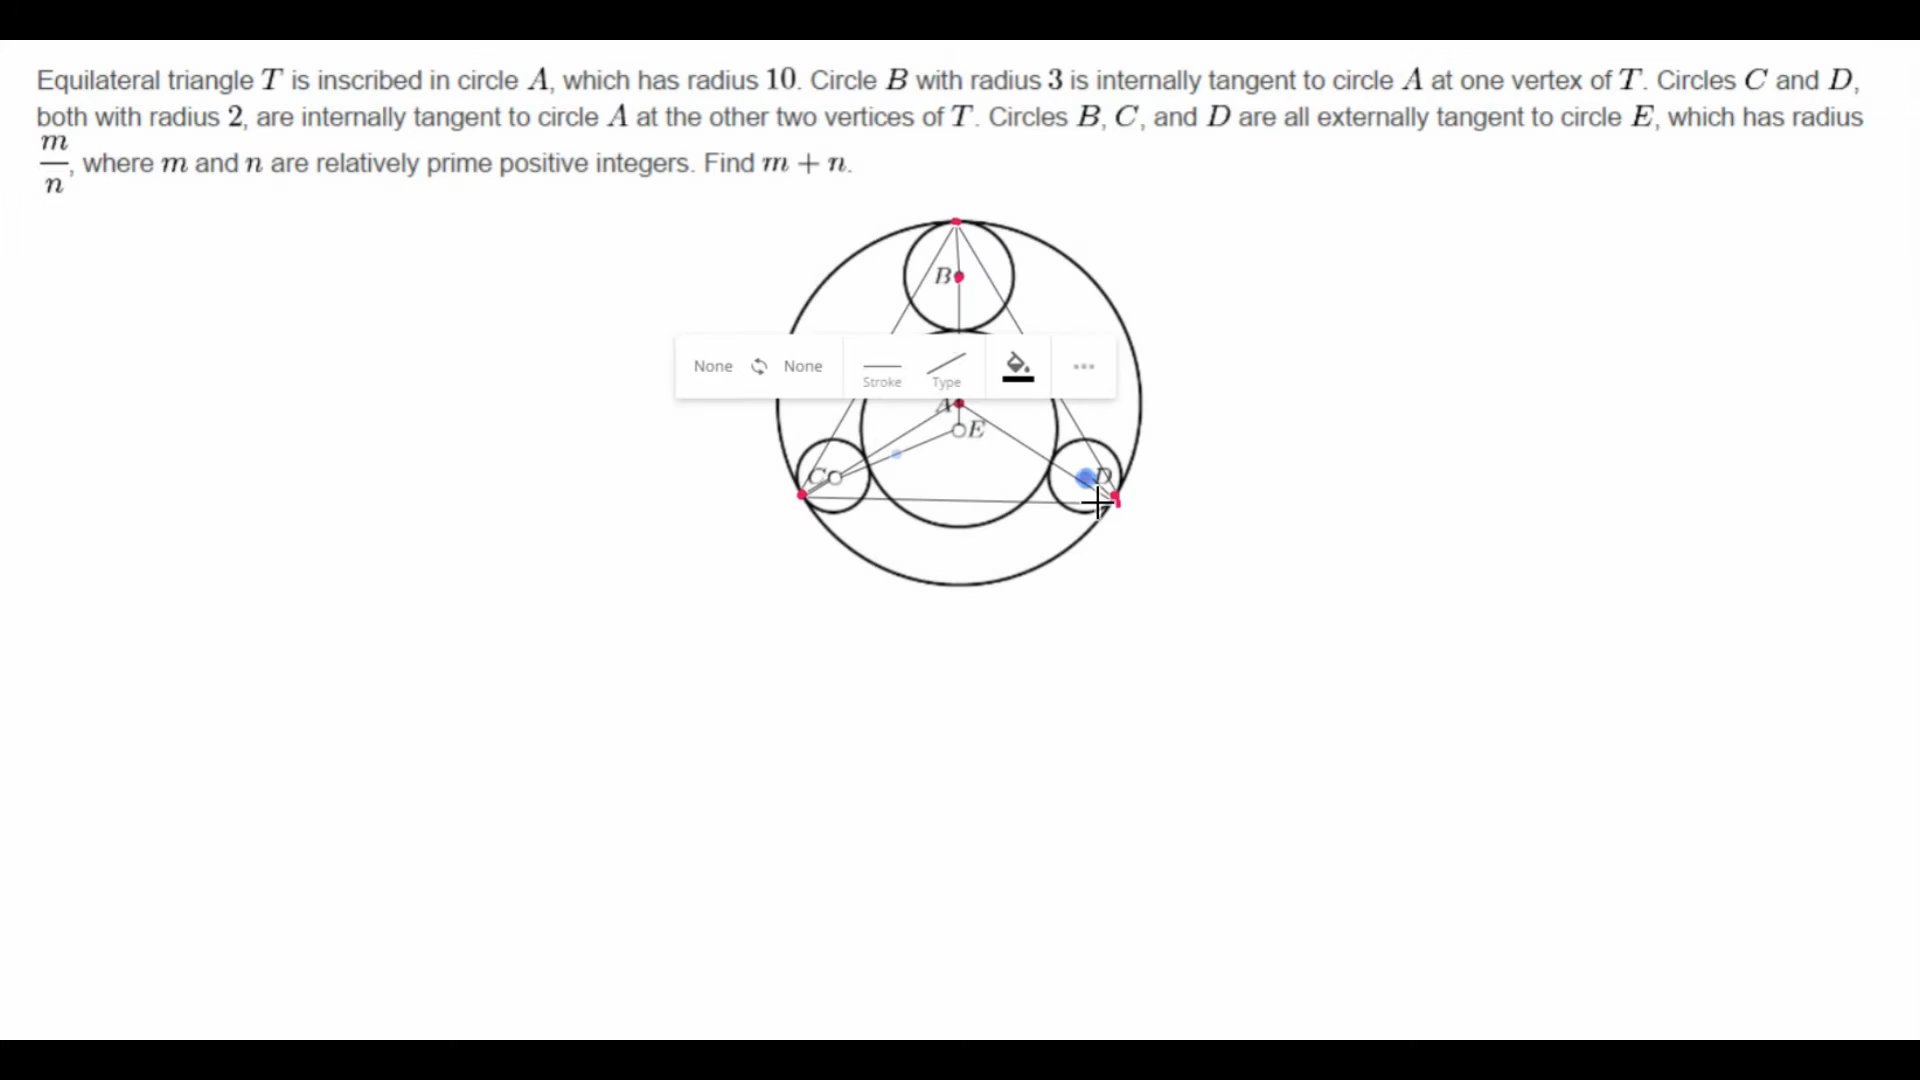 Equilateral triangle T is inscribed in circle A, which has radius 10. Circle B with radius 3 is internally tangent to circle A at one vertex of T. Circles C and D,
both with radius 2, are internally tangent to circle A at the other two vertices of T. Circles B, C, and D are all externally tangent to circle E, which has radius
m/n, where m and n are relatively prime positive integers. Find m + n.
B
None None
Stroke Type
A
E
C D